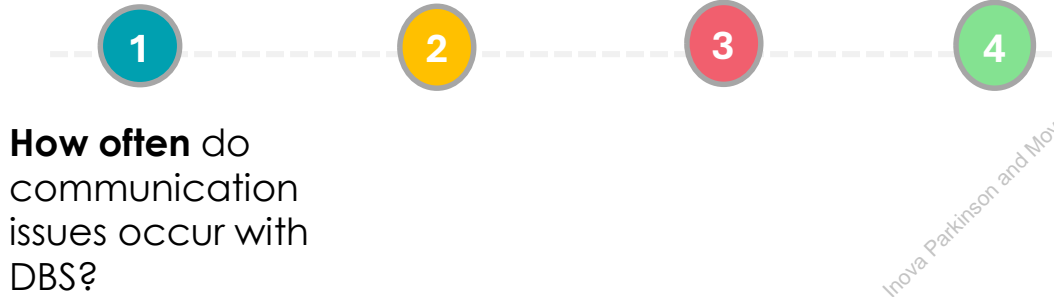 1 2 3 4
How often do
communication
issues occur with
DBS?
Inova Parkinson and